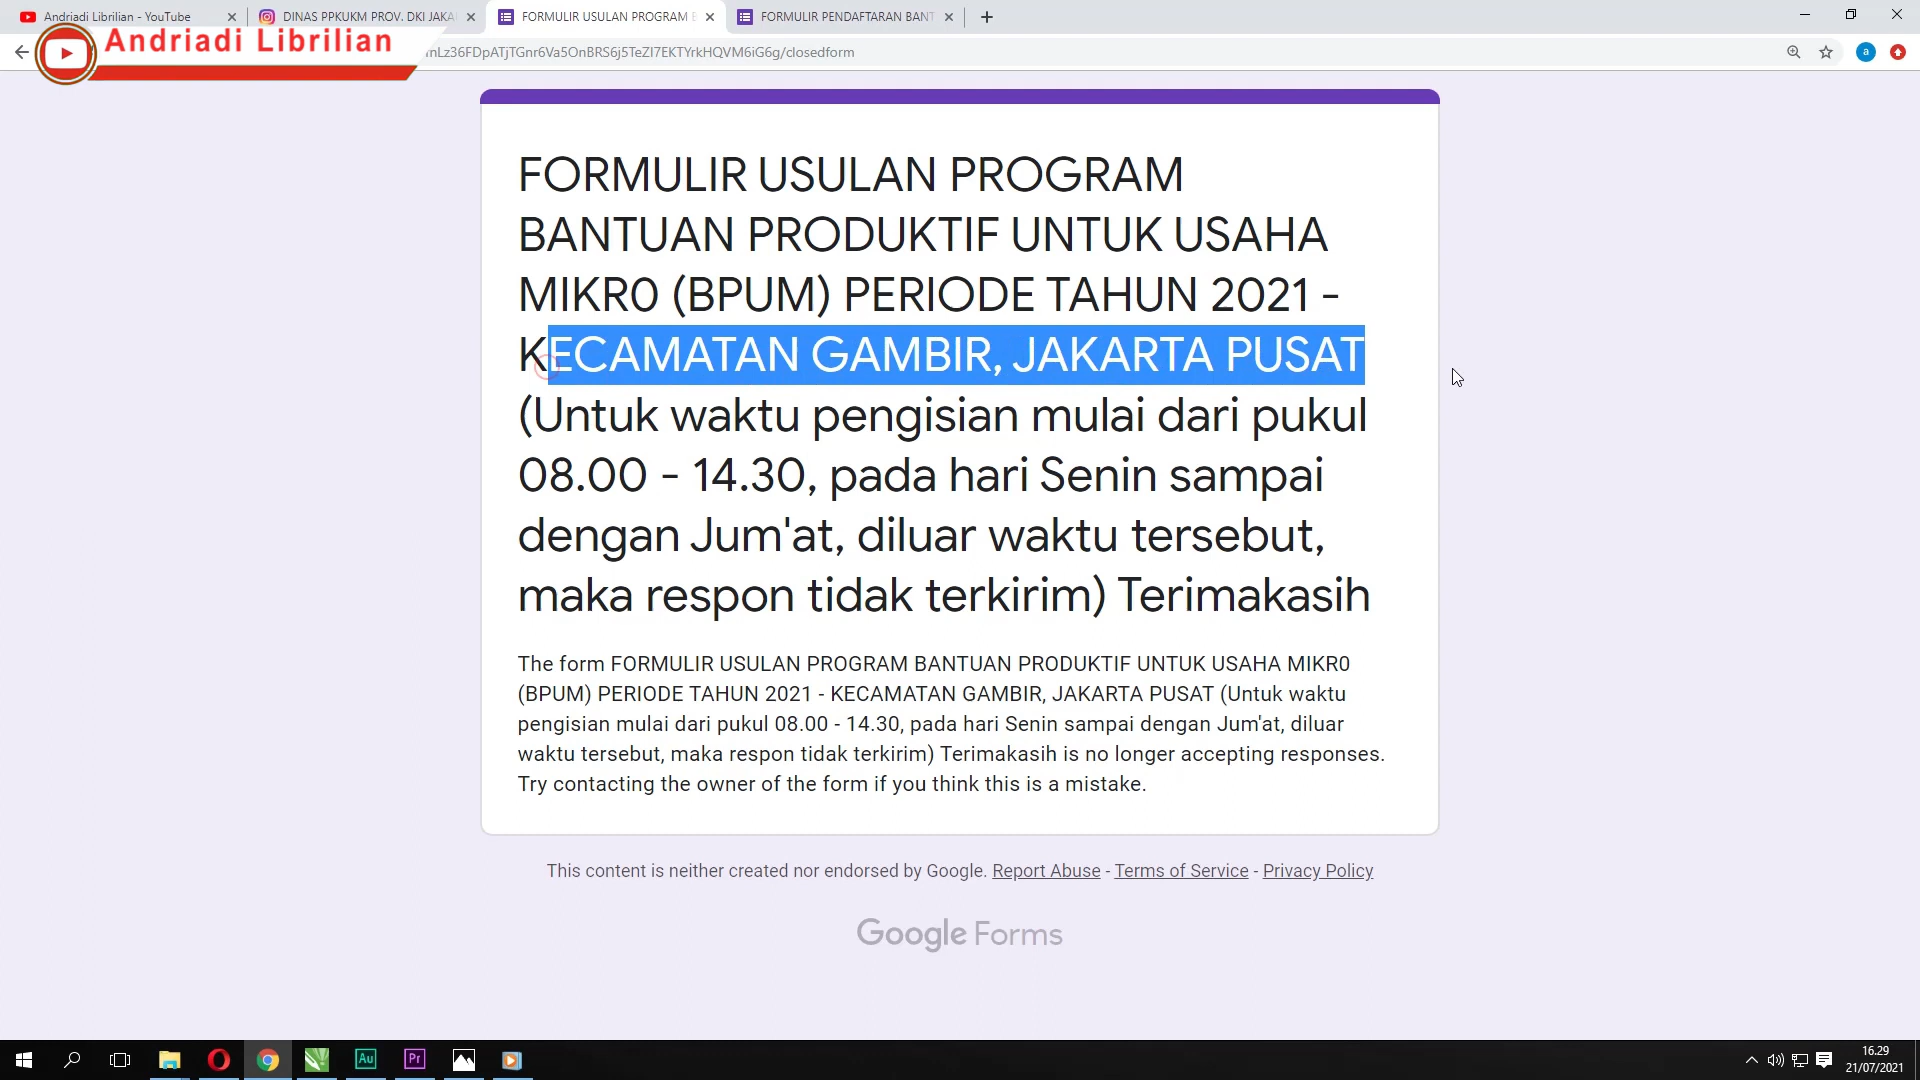 Andriadi Librilian - YouTube
DINAS PPKUKM PROV. DKI JAKA
FORMULIR USULAN PROGRAM B
FORMULIR PENDAFTARAN BANT
Andriadi Librilian
nLz36FDpATjTGnr6Va5OnBRS6j5TeZI7EKTYrkHQVM6iG6g/closedform
a
FORMULIR USULAN PROGRAM
BANTUAN PRODUKTIF UNTUK USAHA
MIKR0 (BPUM) PERIODE TAHUN 2021 -
KECAMATAN GAMBIR, JAKARTA PUSAT
(Untuk waktu pengisian mulai dari pukul
08.00 - 14.30, pada hari Senin sampai
dengan Jum'at, diluar waktu tersebut,
maka respon tidak terkirim) Terimakasih
The form FORMULIR USULAN PROGRAM BANTUAN PRODUKTIF UNTUK USAHA MIKR0
(BPUM) PERIODE TAHUN 2021 - KECAMATAN GAMBIR, JAKARTA PUSAT (Untuk waktu
pengisian mulai dari pukul 08.00 - 14.30, pada hari Senin sampai dengan Jum'at, diluar
waktu tersebut, maka respon tidak terkirim) Terimakasih is no longer accepting responses.
Try contacting the owner of the form if you think this is a mistake.
This content is neither created nor endorsed by Google. Report Abuse - Terms of Service - Privacy Policy
Google Forms
Au
Pr
16.29
21/07/2021